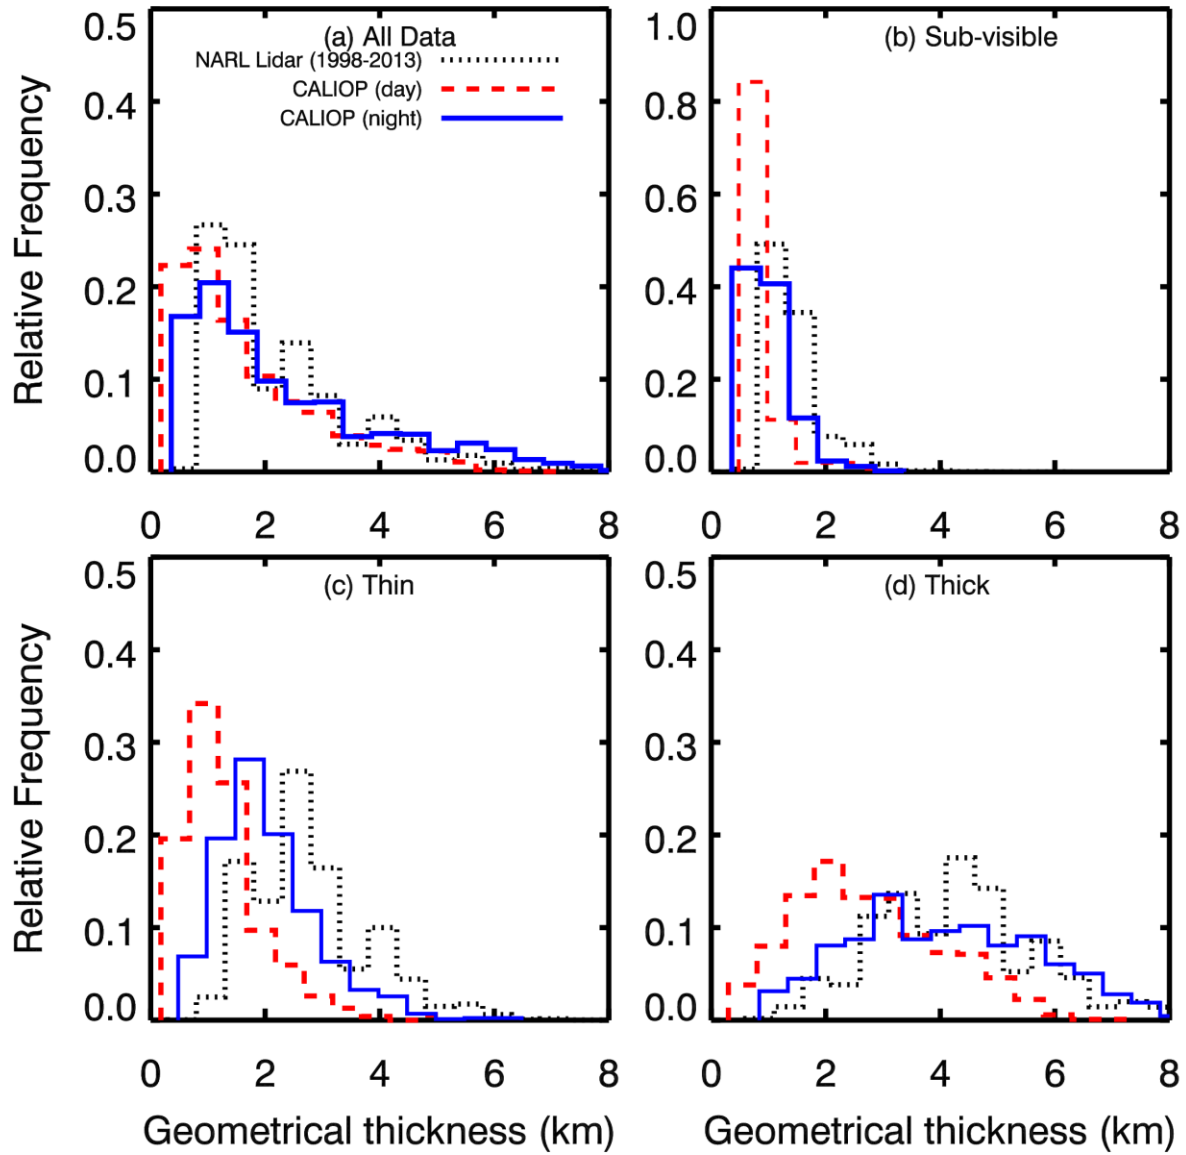 (a) All Data
NARL Lidar (1998-2013)
CALIOP (day)
CALIOP (night)
Relative Frequency
0.5
0.4
0.3
0.2
0.1
0.0
0 2 4 6 8
(b) Sub-visible
1.0
0.8
0.6
0.4
0.2
0.0
0 2 4 6 8
(c) Thin
Relative Frequency
0.5
0.4
0.3
0.2
0.1
0.0
0 2 4 6 8
Geometrical thickness (km)
(d) Thick
0.5
0.4
0.3
0.2
0.1
0.0
0 2 4 6 8
Geometrical thickness (km)